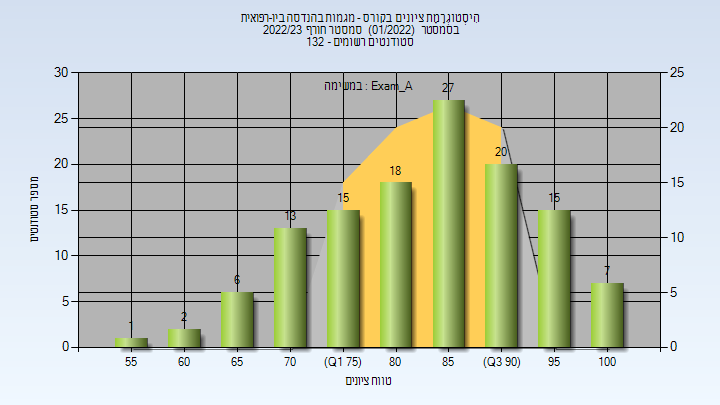 היסטוגרמת ציונים בקורס - מגמות בהנדסה ביו-רפואית
בסמסטר (01/2022) סמסטר חורף 2022/23
סטודנטים רשומים - 132
במשימה : Exam_A
30 25 20 15 10 5 0
25 20 15 10 5 0
1 2 6 13 15 18 27 20 15 7
מספר סטודנטים
55 60 65 70 (Q1 75) 80 85 (Q3 90) 95 100
טווח ציונים